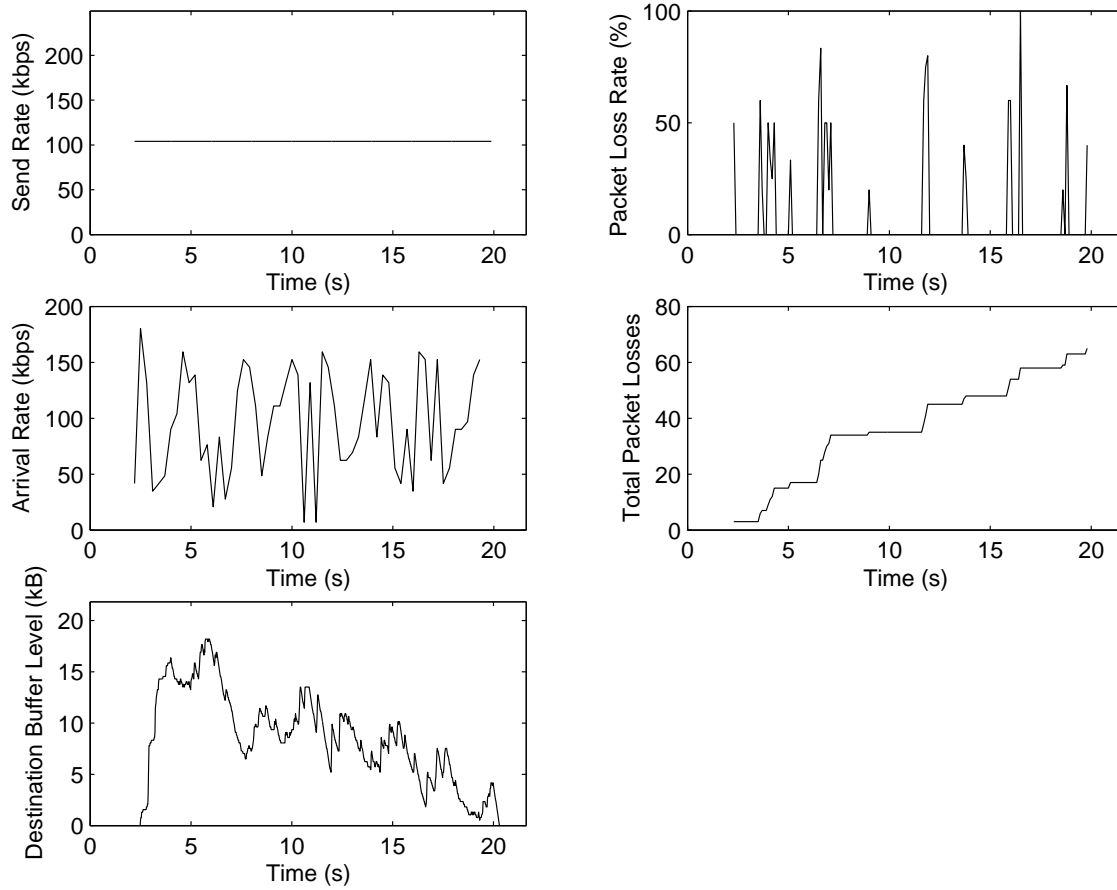 200
150
100
50
0
0 5 10 15 20
Send Rate (kbps)
Time (s)
100
50
0
0 5 10 15 20
Packet Loss Rate (%)
Time (s)
200
150
100
50
0
0 5 10 15 20
Arrival Rate (kbps)
Time (s)
80
60
40
20
0
0 5 10 15 20
Total Packet Losses
Time (s)
20
15
10
5
0
0 5 10 15 20
Destination Buffer Level (kB)
Time (s)